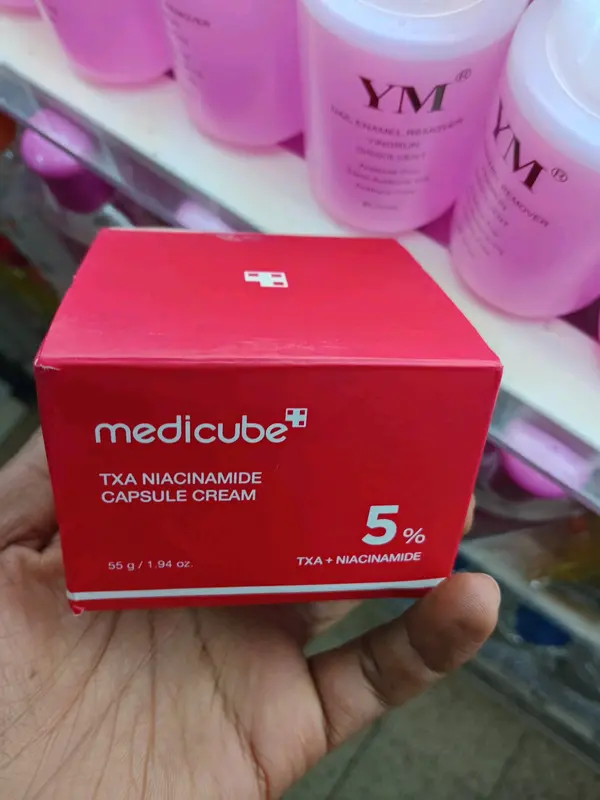 YM®
NAIL ENAMEL REMOVER
YM®
REMOVER
medicube
TXA NIACINAMIDE
CAPSULE CREAM
5%
TXA + NIACINAMIDE
55 g / 1.94 oz.